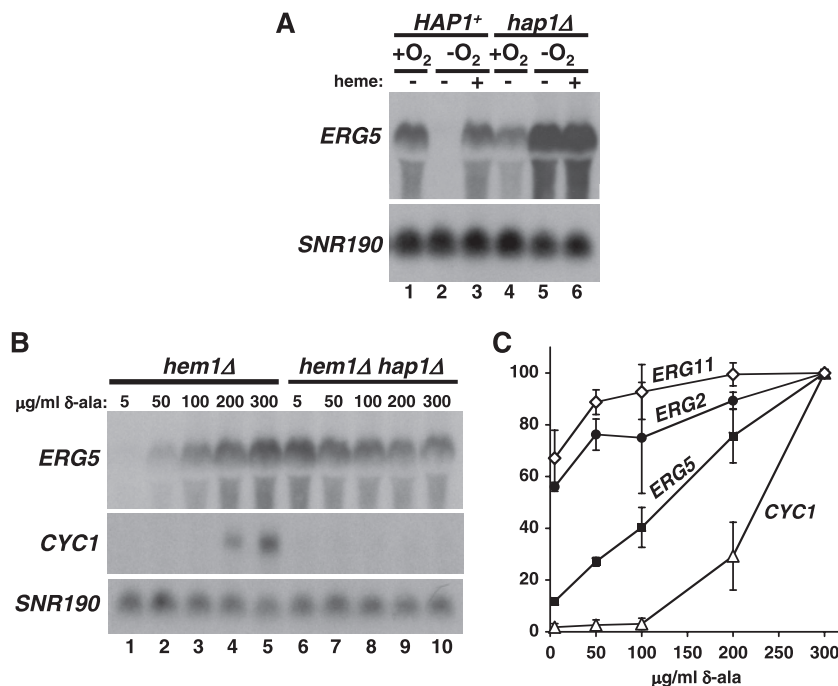 A
HAP1+ hap1Δ
+O2 -O2 +O2 -O2
heme: - - + - - +
ERG5
SNR190
1 2 3 4 5 6
B
hem1Δ hem1Δ hap1Δ
µg/ml δ-ala: 5 50 100 200 300 5 50 100 200 300
ERG5
CYC1
SNR190
1 2 3 4 5 6 7 8 9 10
C
100
80
60
40
20
0
ERG11
ERG2
ERG5
CYC1
0 50 100 150 200 250 300
µg/ml δ-ala